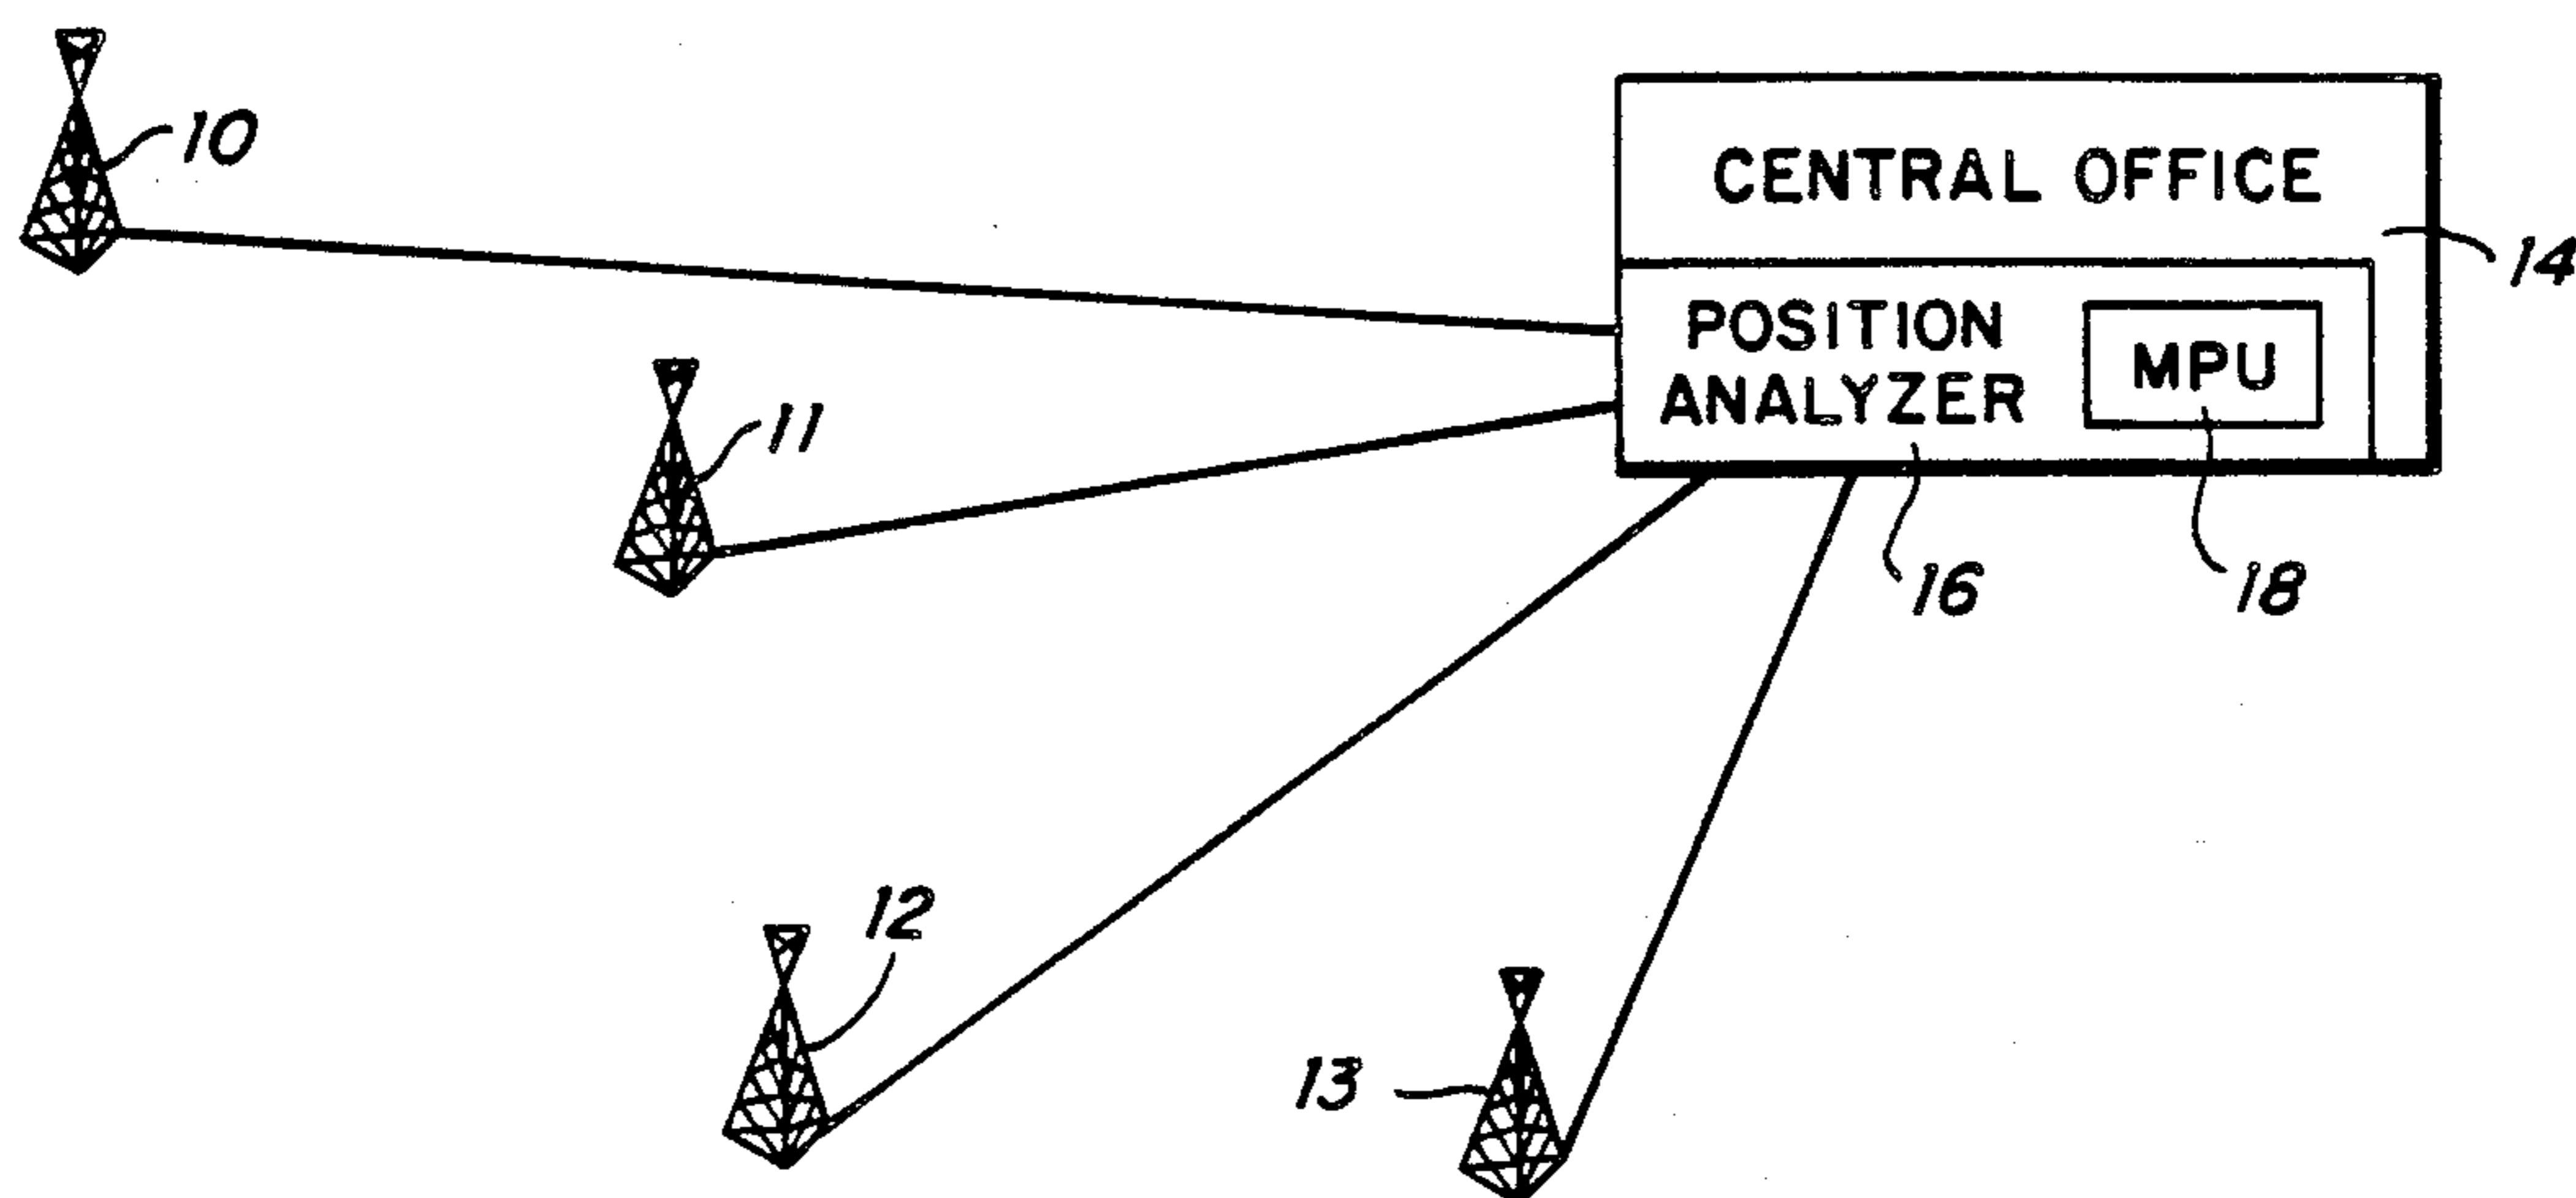 10
CENTRAL OFFICE
14
POSITION
ANALYZER
MPU
11
16
18
12
13